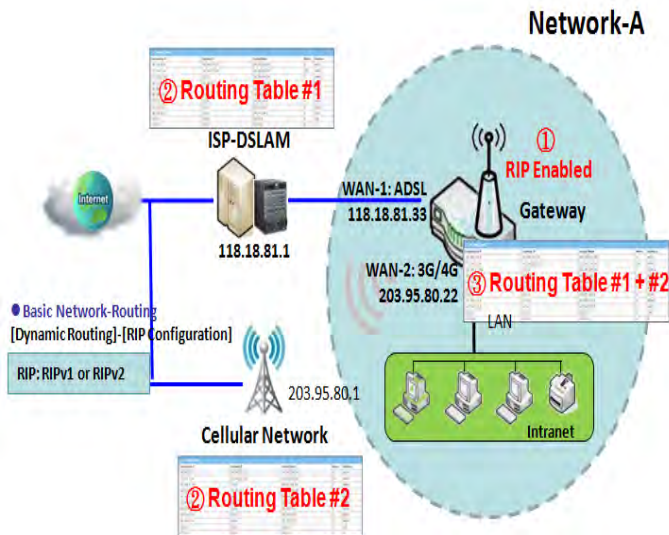 Network-A
② Routing Table #1
ISP-DSLAM
①
RIP Enabled
WAN-1: ADSL
118.18.81.33
Gateway
Internet
118.18.81.1
WAN-2: 3G/4G
203.95.80.22
③ Routing Table #1 + #2
LAN
● Basic Network-Routing
[Dynamic Routing]-[RIP Configuration]
RIP: RIPv1 or RIPv2
203.95.80.1
Intranet
Cellular Network
② Routing Table #2